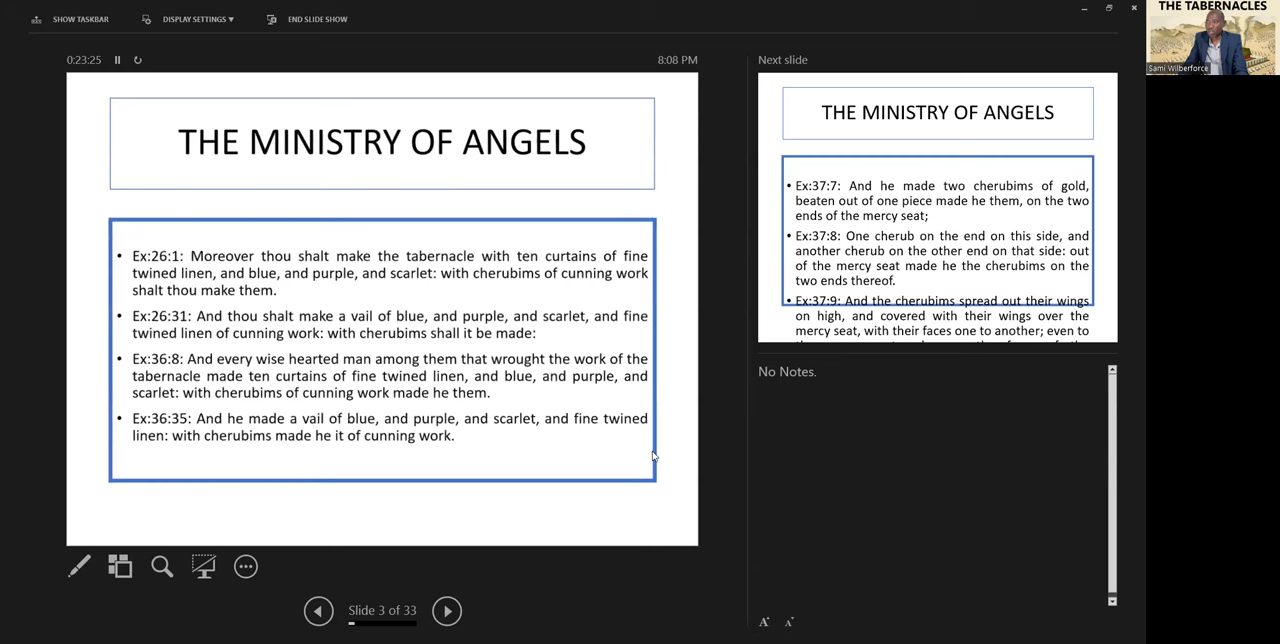 SHOW TASKBAR
DISPLAY SETTINGS ▾
END SLIDE SHOW
0:23:25
8:08 PM
THE MINISTRY OF ANGELS
• Ex:26:1: Moreover thou shalt make the tabernacle with ten curtains of fine
twined linen, and blue, and purple, and scarlet: with cherubims of cunning work
shalt thou make them.
• Ex:26:31: And thou shalt make a vail of blue, and purple, and scarlet, and fine
twined linen of cunning work: with cherubims shall it be made:
• Ex:36:8: And every wise hearted man among them that wrought the work of the
tabernacle made ten curtains of fine twined linen, and blue, and purple, and
scarlet: with cherubims of cunning work made he them.
• Ex:36:35: And he made a vail of blue, and purple, and scarlet, and fine twined
linen: with cherubims made he it of cunning work.
Slide 3 of 33
Next slide
THE MINISTRY OF ANGELS
• Ex:37:7: And he made two cherubims of gold,
beaten out of one piece made he them, on the two
ends of the mercy seat;
• Ex:37:8: One cherub on the end on this side, and
another cherub on the other end on that side: out
of the mercy seat made he the cherubims on the
two ends thereof.
• Ex:37:9: And the cherubims spread out their wings
on high, and covered with their wings over the
mercy seat, with their faces one to another; even to
No Notes.
A A
THE TABERNACLES
Sami Wilberforce